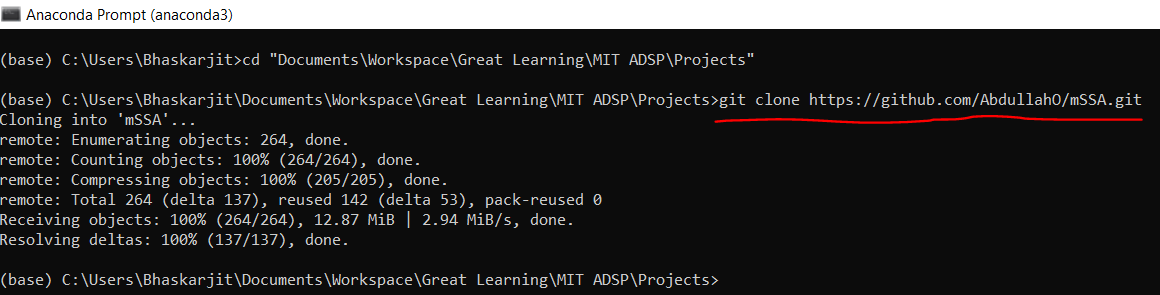 Anaconda Prompt (anaconda3)
(base) C:\Users\Bhaskarjit>cd "Documents\Workspace\Great Learning\MIT ADSP\Projects"
(base) C:\Users\Bhaskarjit\Documents\Workspace\Great Learning\MIT ADSP\Projects>git clone https://github.com/AbdullahO/mSSA.git
Cloning into 'mSSA'...
remote: Enumerating objects: 264, done.
remote: Counting objects: 100% (264/264), done.
remote: Compressing objects: 100% (205/205), done.
remote: Total 264 (delta 137), reused 142 (delta 53), pack-reused 0
Receiving objects: 100% (264/264), 12.87 MiB | 2.94 MiB/s, done.
Resolving deltas: 100% (137/137), done.
(base) C:\Users\Bhaskarjit\Documents\Workspace\Great Learning\MIT ADSP\Projects>